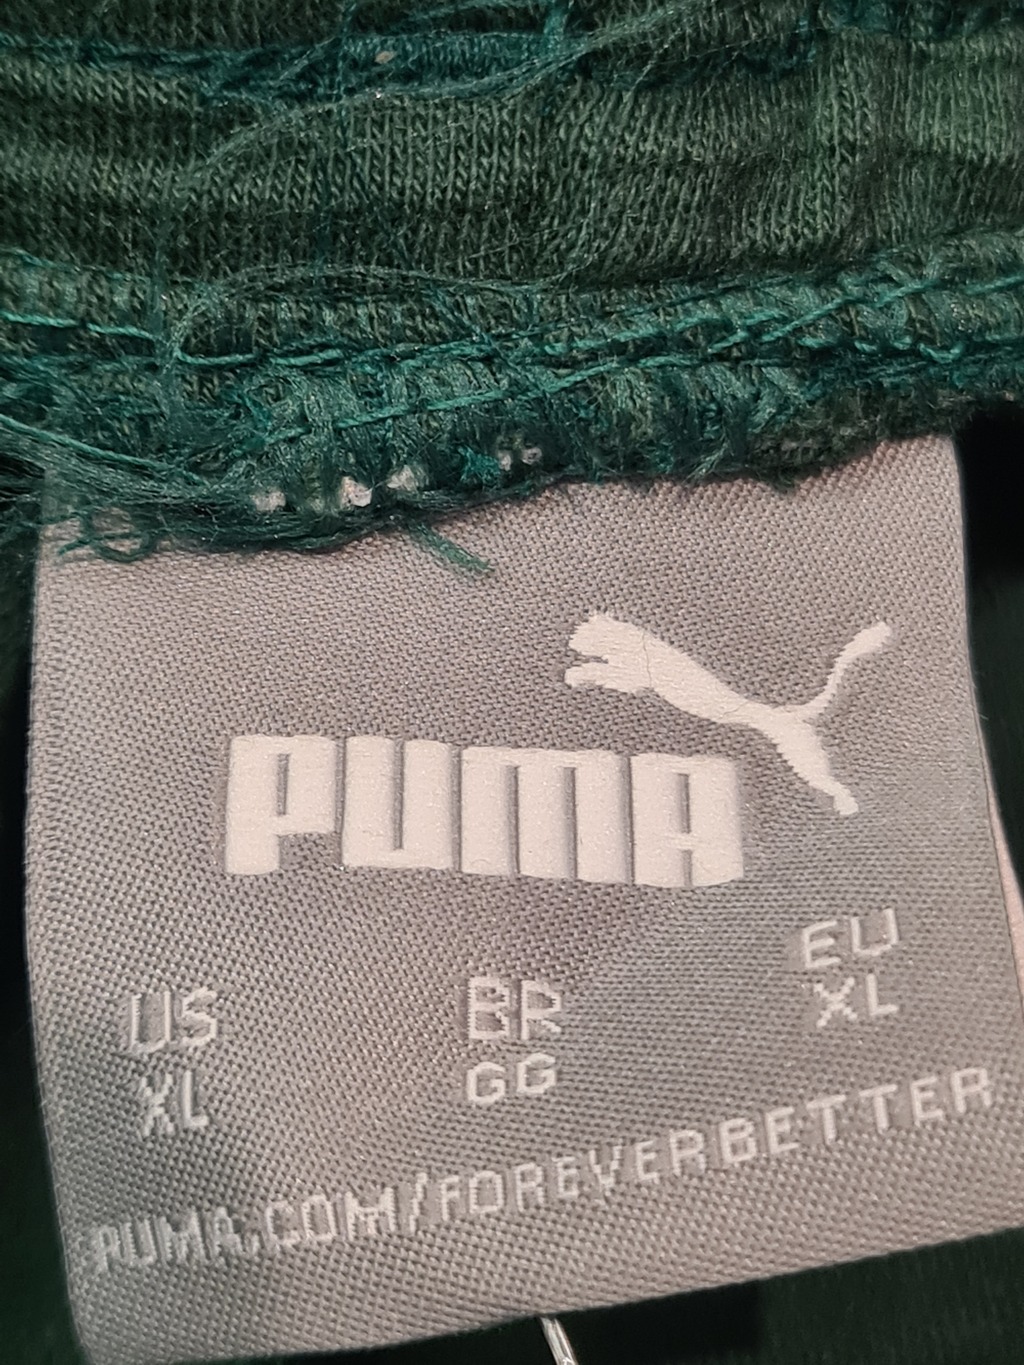 PUMA
US BR EU
XL GG XL
PUMA.COM/FOREVERBETTER